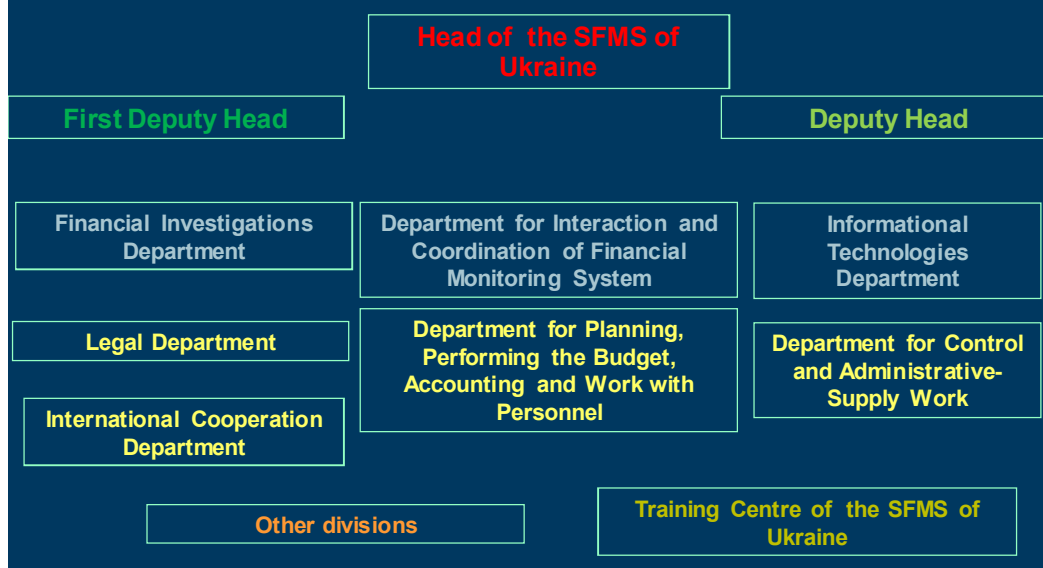 Head of the SFMS of
Ukraine
First Deputy Head
Deputy Head
Financial Investigations
Department
Department for Interaction and
Coordination of Financial
Monitoring System
Informational
Technologies
Department
Legal Department
Department for Planning,
Performing the Budget,
Accounting and Work with
Personnel
Department for Control
and Administrative-
Supply Work
International Cooperation
Department
Other divisions
Training Centre of the SFMS of
Ukraine